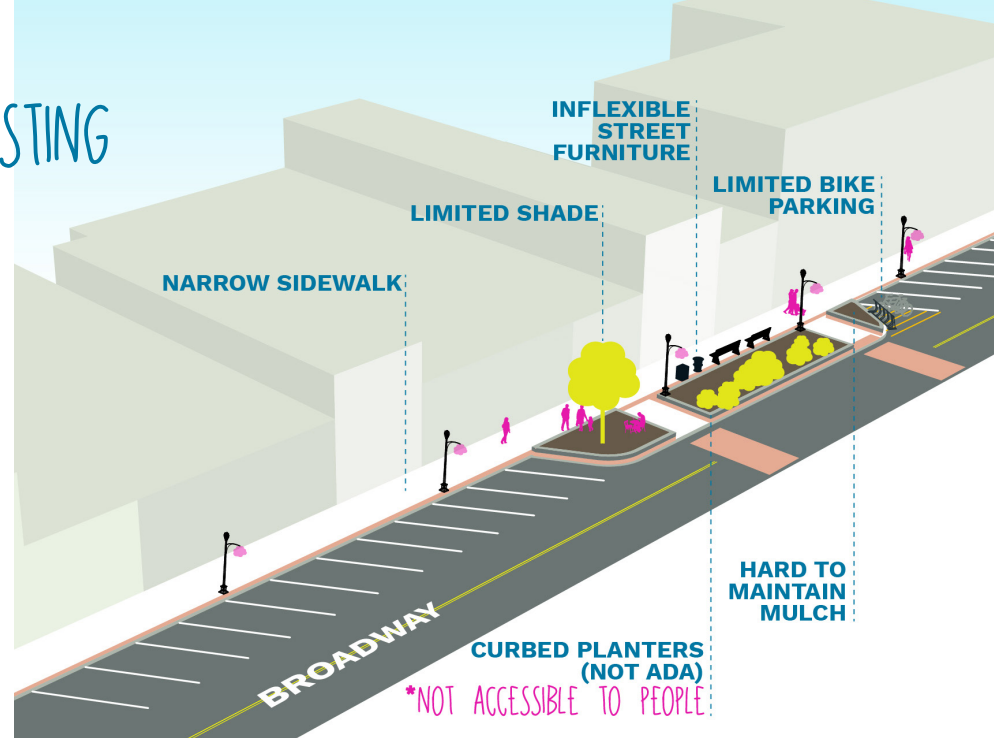 STING
INFLEXIBLE
STREET
FURNITURE
LIMITED BIKE
PARKING
LIMITED SHADE
NARROW SIDEWALK
HARD TO
MAINTAIN
MULCH
BROADWAY
CURBED PLANTERS
(NOT ADA)
*NOT ACCESSIBLE TO PEOPLE